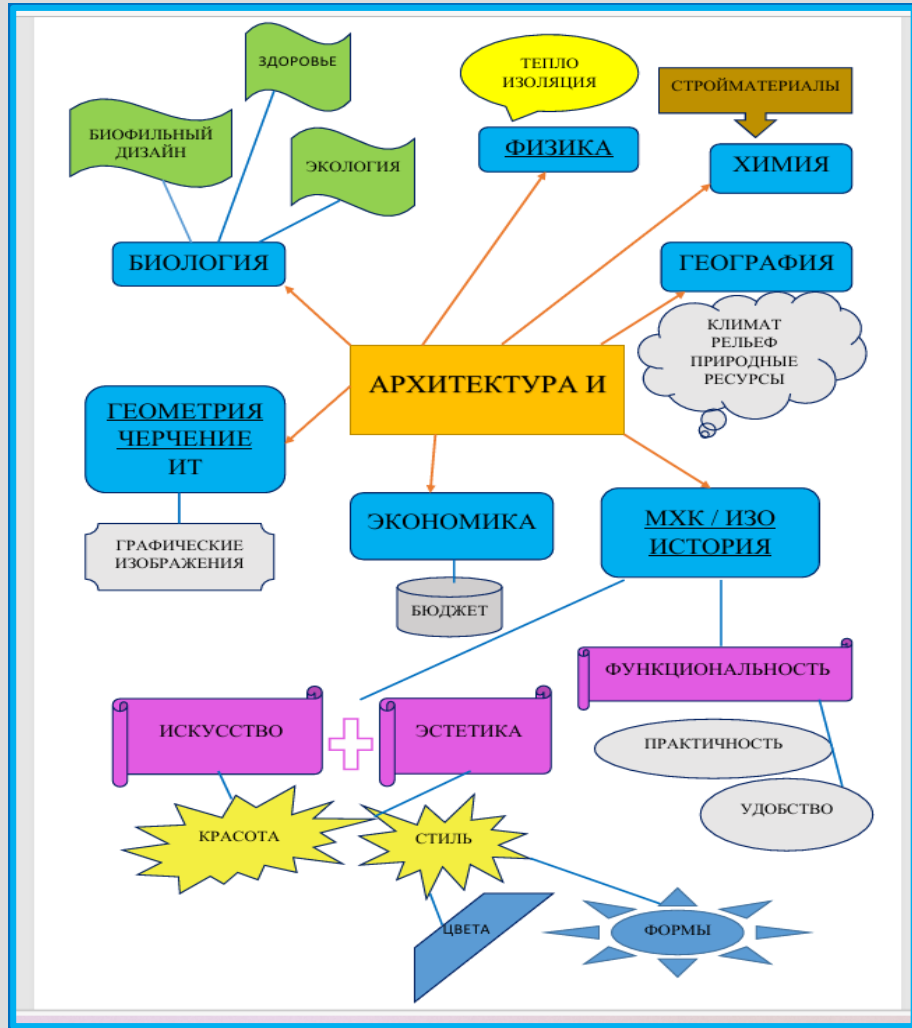 ЗДОРОВЬЕ
БИОФИЛЬНЫЙ
ДИЗАЙН
ЭКОЛОГИЯ
БИОЛОГИЯ
ТЕПЛО
ИЗОЛЯЦИЯ
ФИЗИКА
СТРОЙМАТЕРИАЛЫ
ХИМИЯ
ГЕОГРАФИЯ
КЛИМАТ
РЕЛЬЕФ
ПРИРОДНЫЕ
РЕСУРСЫ
АРХИТЕКТУРА И
ГЕОМЕТРИЯ
ЧЕРЧЕНИЕ
ИТ
ГРАФИЧЕСКИЕ
ИЗОБРАЖЕНИЯ
ЭКОНОМИКА
БЮДЖЕТ
МХК / ИЗО
ИСТОРИЯ
ФУНКЦИОНАЛЬНОСТЬ
ПРАКТИЧНОСТЬ
УДОБСТВО
ИСКУССТВО
ЭСТЕТИКА
КРАСОТА
СТИЛЬ
ЦВЕТА
ФОРМЫ